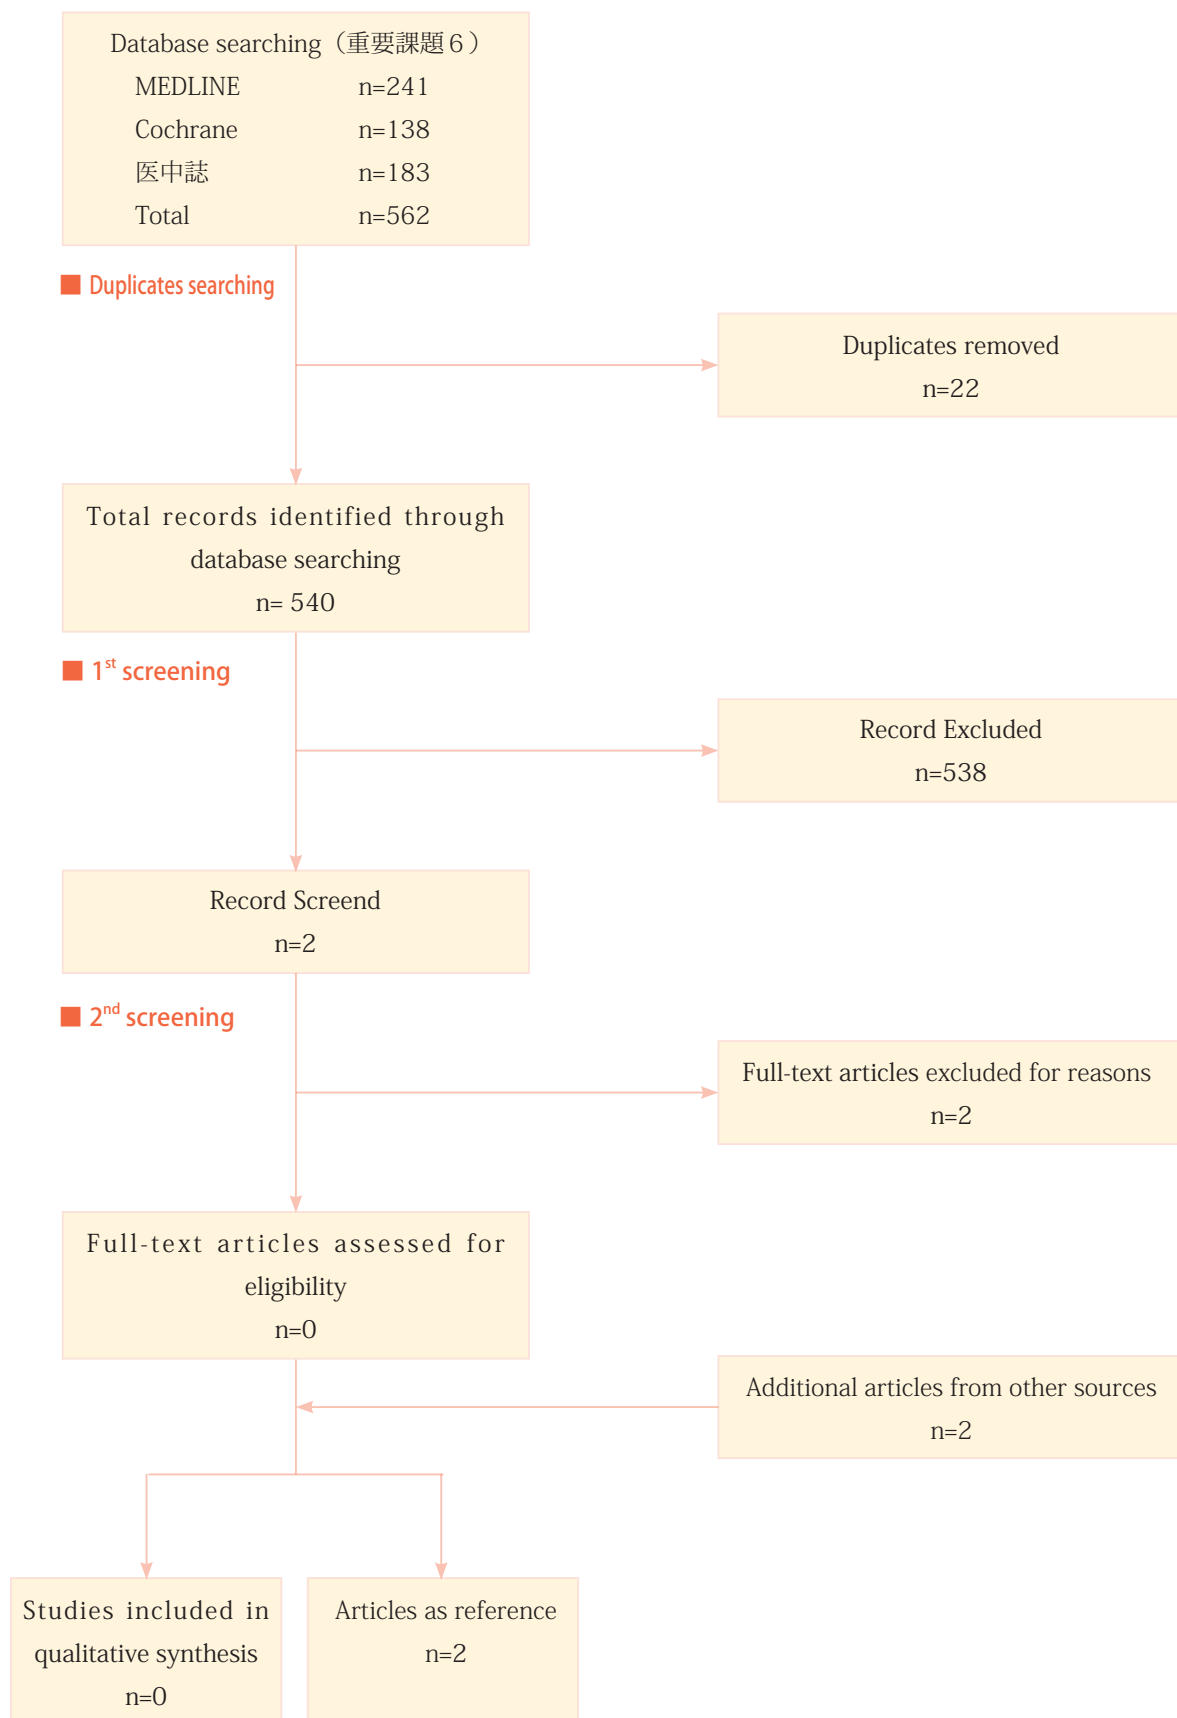 Database searching（重要課題６）
MEDLINE n=241
Cochrane n=138
医中誌 n=183
Total n=562
■ Duplicates searching
Duplicates removed
n=22
Total records identified through
database searching
n= 540
■ 1st screening
Record Excluded
n=538
Record Screend
n=2
■ 2nd screening
Full-text articles excluded for reasons
n=2
Full-text articles assessed for
eligibility
n=0
Additional articles from other sources
n=2
Studies included in
qualitative synthesis
n=0
Articles as reference
n=2